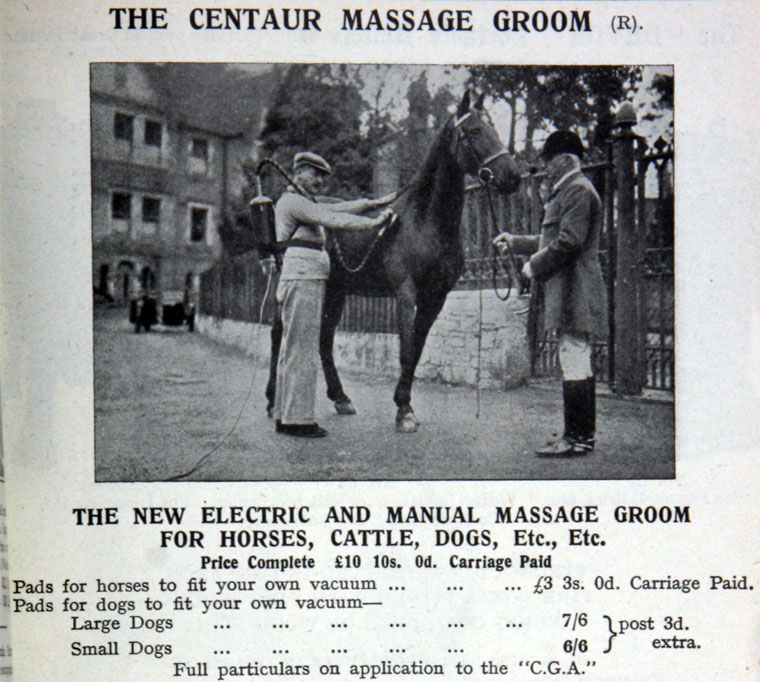 THE CENTAUR MASSAGE GROOM (R).
THE NEW ELECTRIC AND MANUAL MASSAGE GROOM
FOR HORSES, CATTLE, DOGS, Etc., Etc.
Price Complete £10 10s. 0d. Carriage Paid
Pads for horses to fit your own vacuum ... ... ... £3 3s. 0d. Carriage Paid.
Pads for dogs to fit your own vacuum—
Large Dogs ... ... ... ... ... ... 7/6 } post 3d.
Small Dogs ... ... ... ... ... 6/6 } extra.
Full particulars on application to the "C.G.A."